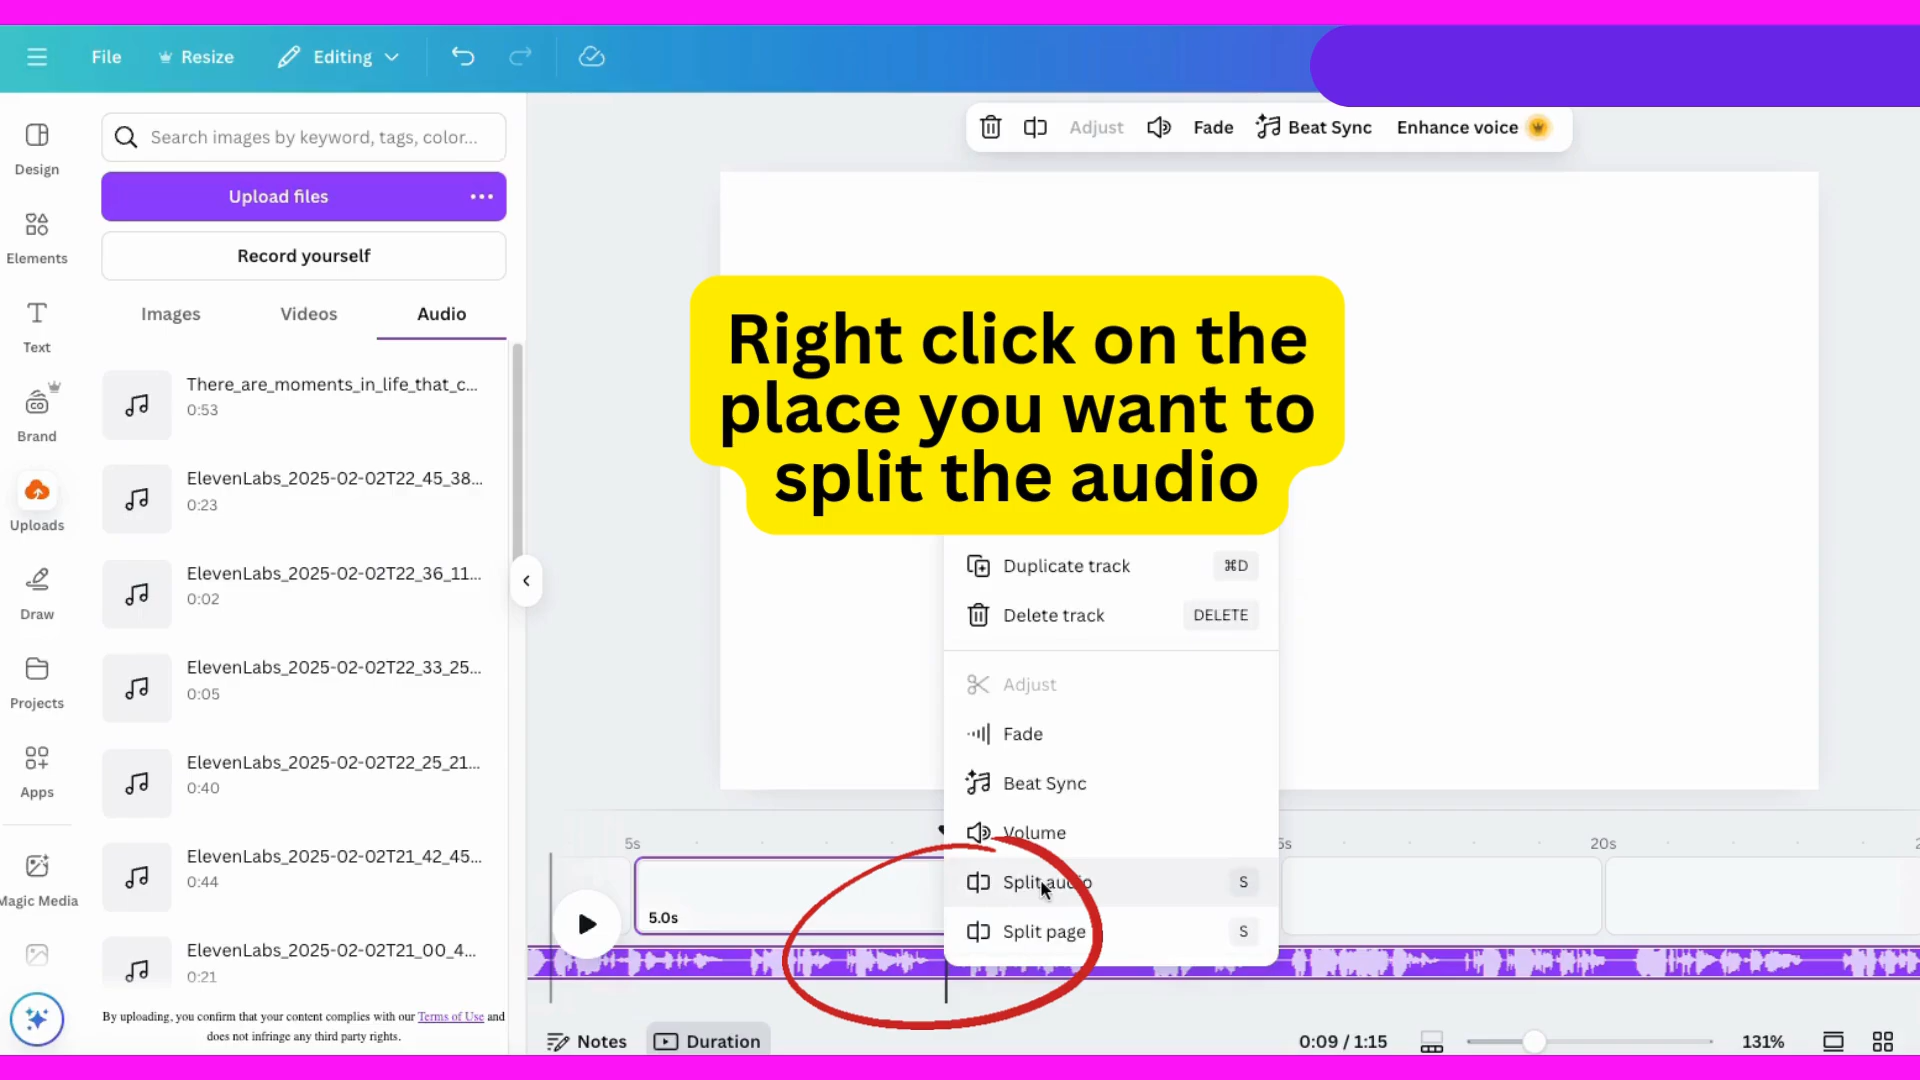 File
Resize
Editing
Adjust
Fade
Beat Sync
Enhance voice
Search images by keyword, tags, color...
Upload files
Record yourself
Images
Videos
Audio
Design
Elements
Text
Brand
Uploads
Draw
Projects
Apps
Magic Media
There_are_moments_in_life_that_c...
0:53
ElevenLabs_2025-02-02T22_45_38...
0:23
ElevenLabs_2025-02-02T22_36_11...
0:02
ElevenLabs_2025-02-02T22_33_25...
0:05
ElevenLabs_2025-02-02T22_25_21...
0:40
ElevenLabs_2025-02-02T21_42_45...
0:44
ElevenLabs_2025-02-02T21_00_4...
0:21
By uploading, you confirm that your content complies with our Terms of Use and
does not infringe any third party rights.
Right click on the
place you want to
split the audio
Duplicate track ⌘D
Delete track DELETE
Adjust
Fade
Beat Sync
Volume
Split audio S
Split page S
5s
5s
20s
5.0s
Notes
Duration
0:09 / 1:15
131%